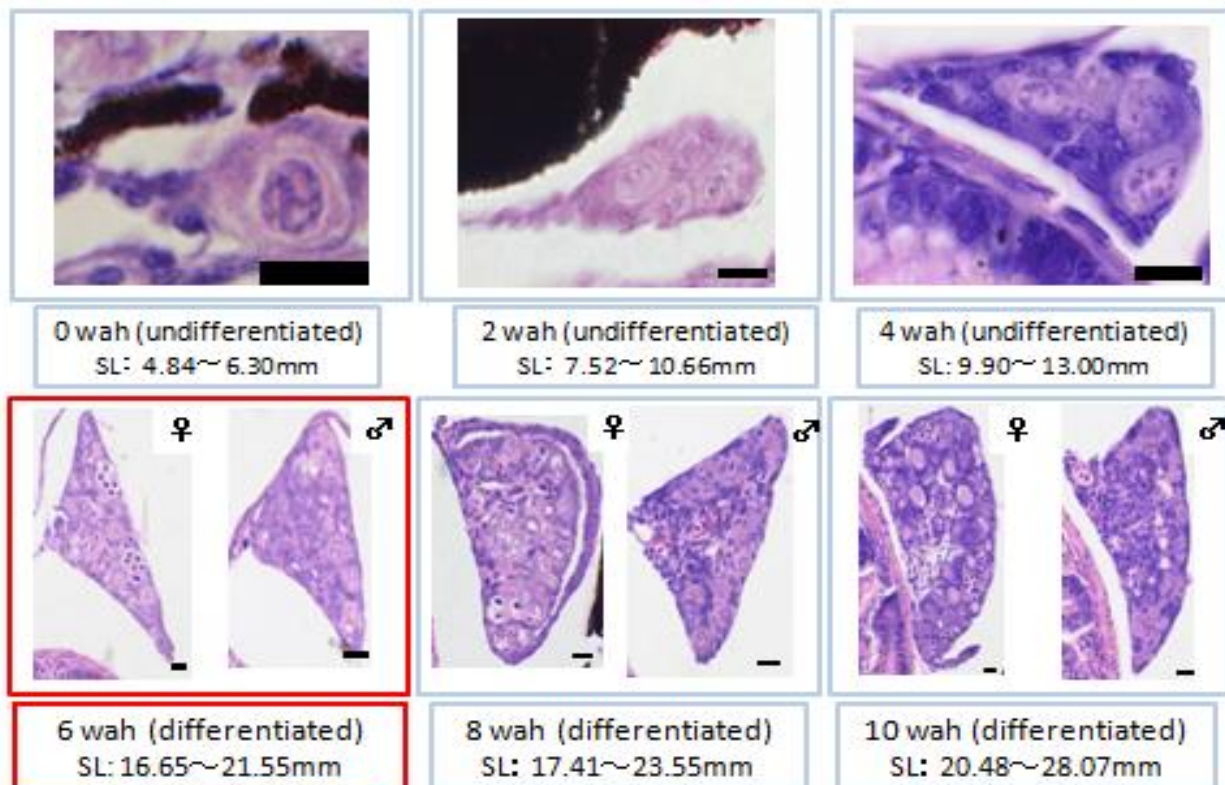 0 wah (undifferentiated)
SL: 4.84～6.30mm
2 wah (undifferentiated)
SL: 7.52～10.66mm
4 wah (undifferentiated)
SL: 9.90～13.00mm
♀ ♂
♀ ♂
♀ ♂
6 wah (differentiated)
SL: 16.65～21.55mm
8 wah (differentiated)
SL: 17.41～23.55mm
10 wah (differentiated)
SL: 20.48～28.07mm